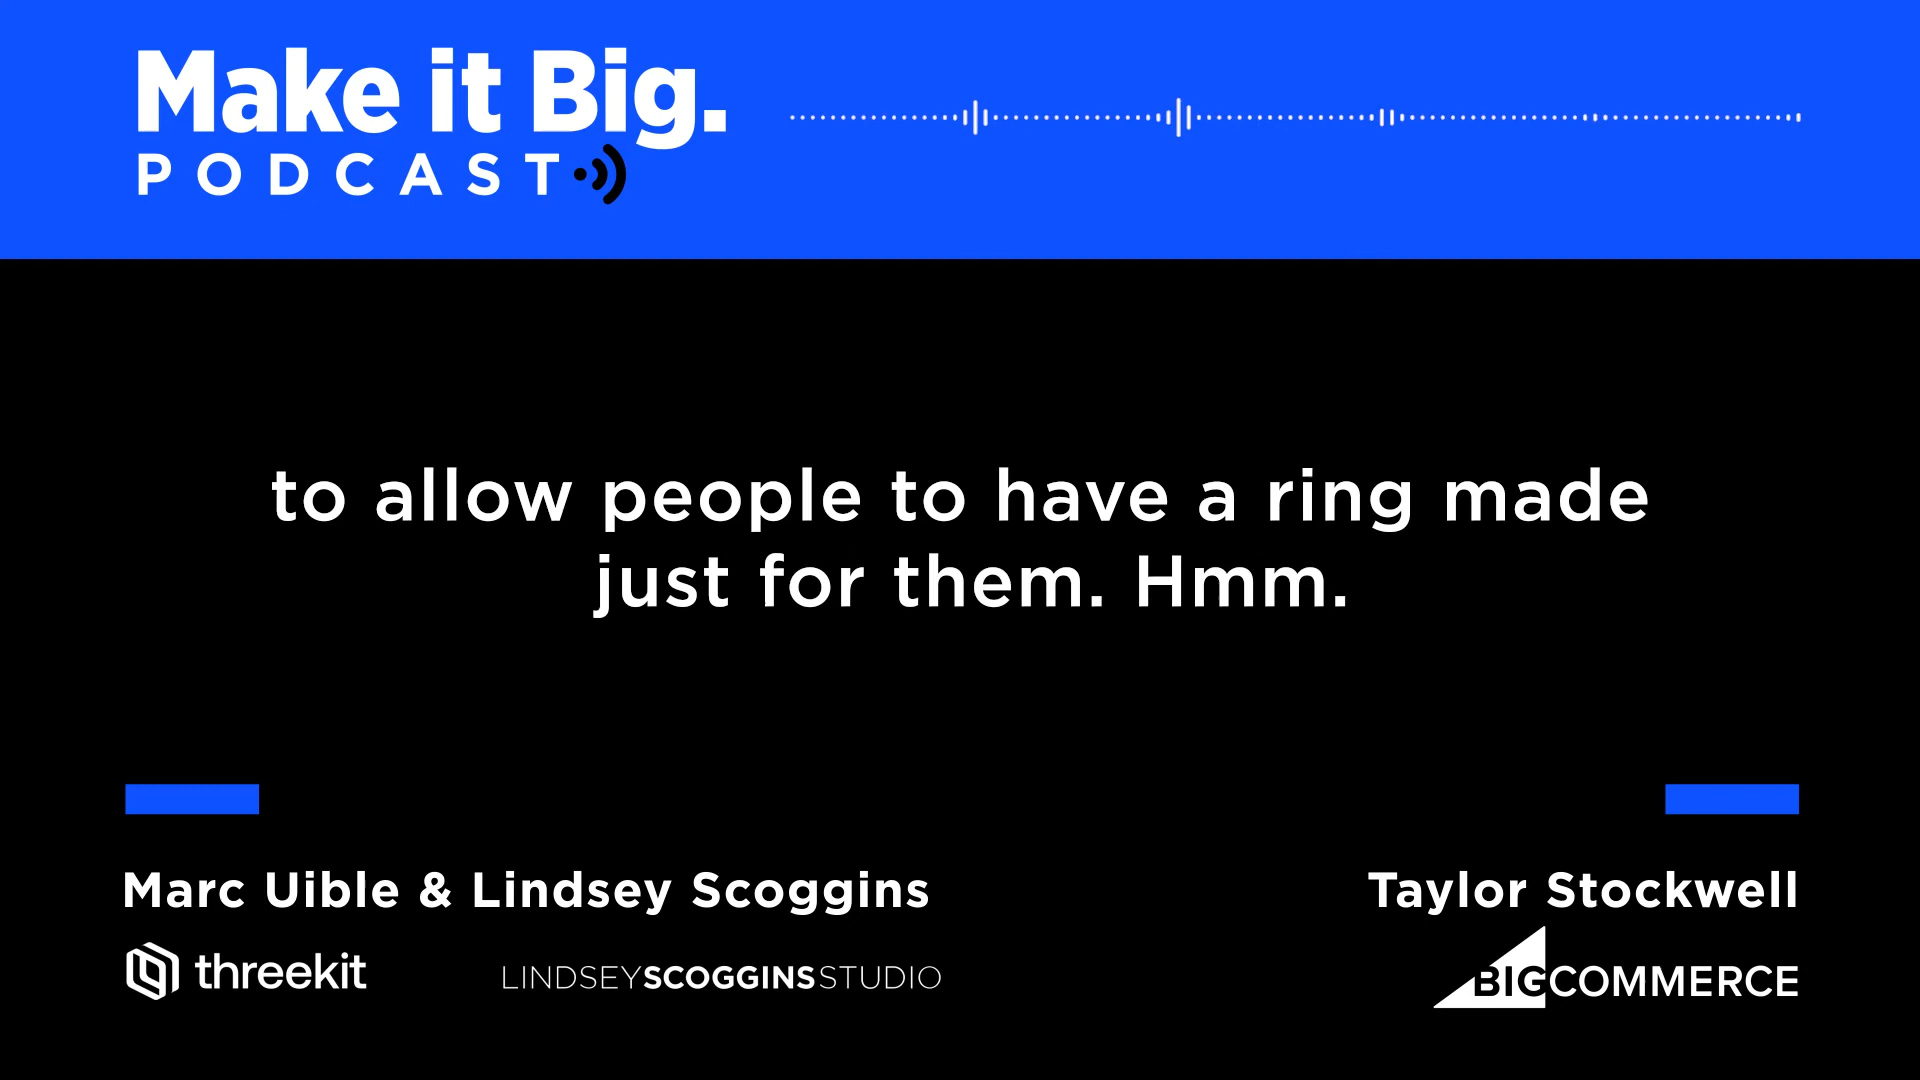 Make it Big.
PODCAST
to allow people to have a ring made
just for them. Hmm.
Marc Uible & Lindsey Scoggins
threekit
LINDSEYSCOGGINSSTUDIO
Taylor Stockwell
BIGCOMMERCE